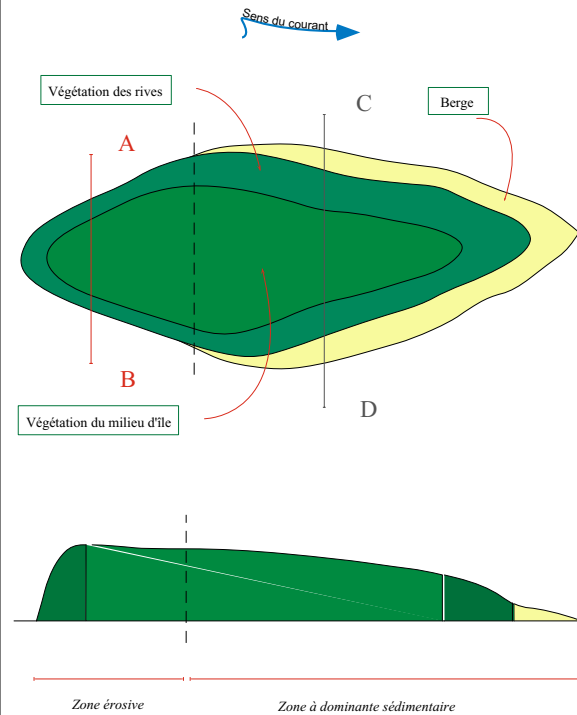 Sens du courant
Végétation des rives
C
Berge
A
B
D
Végétation du milieu d'île
Zone érosive
Zone à dominante sédimentaire